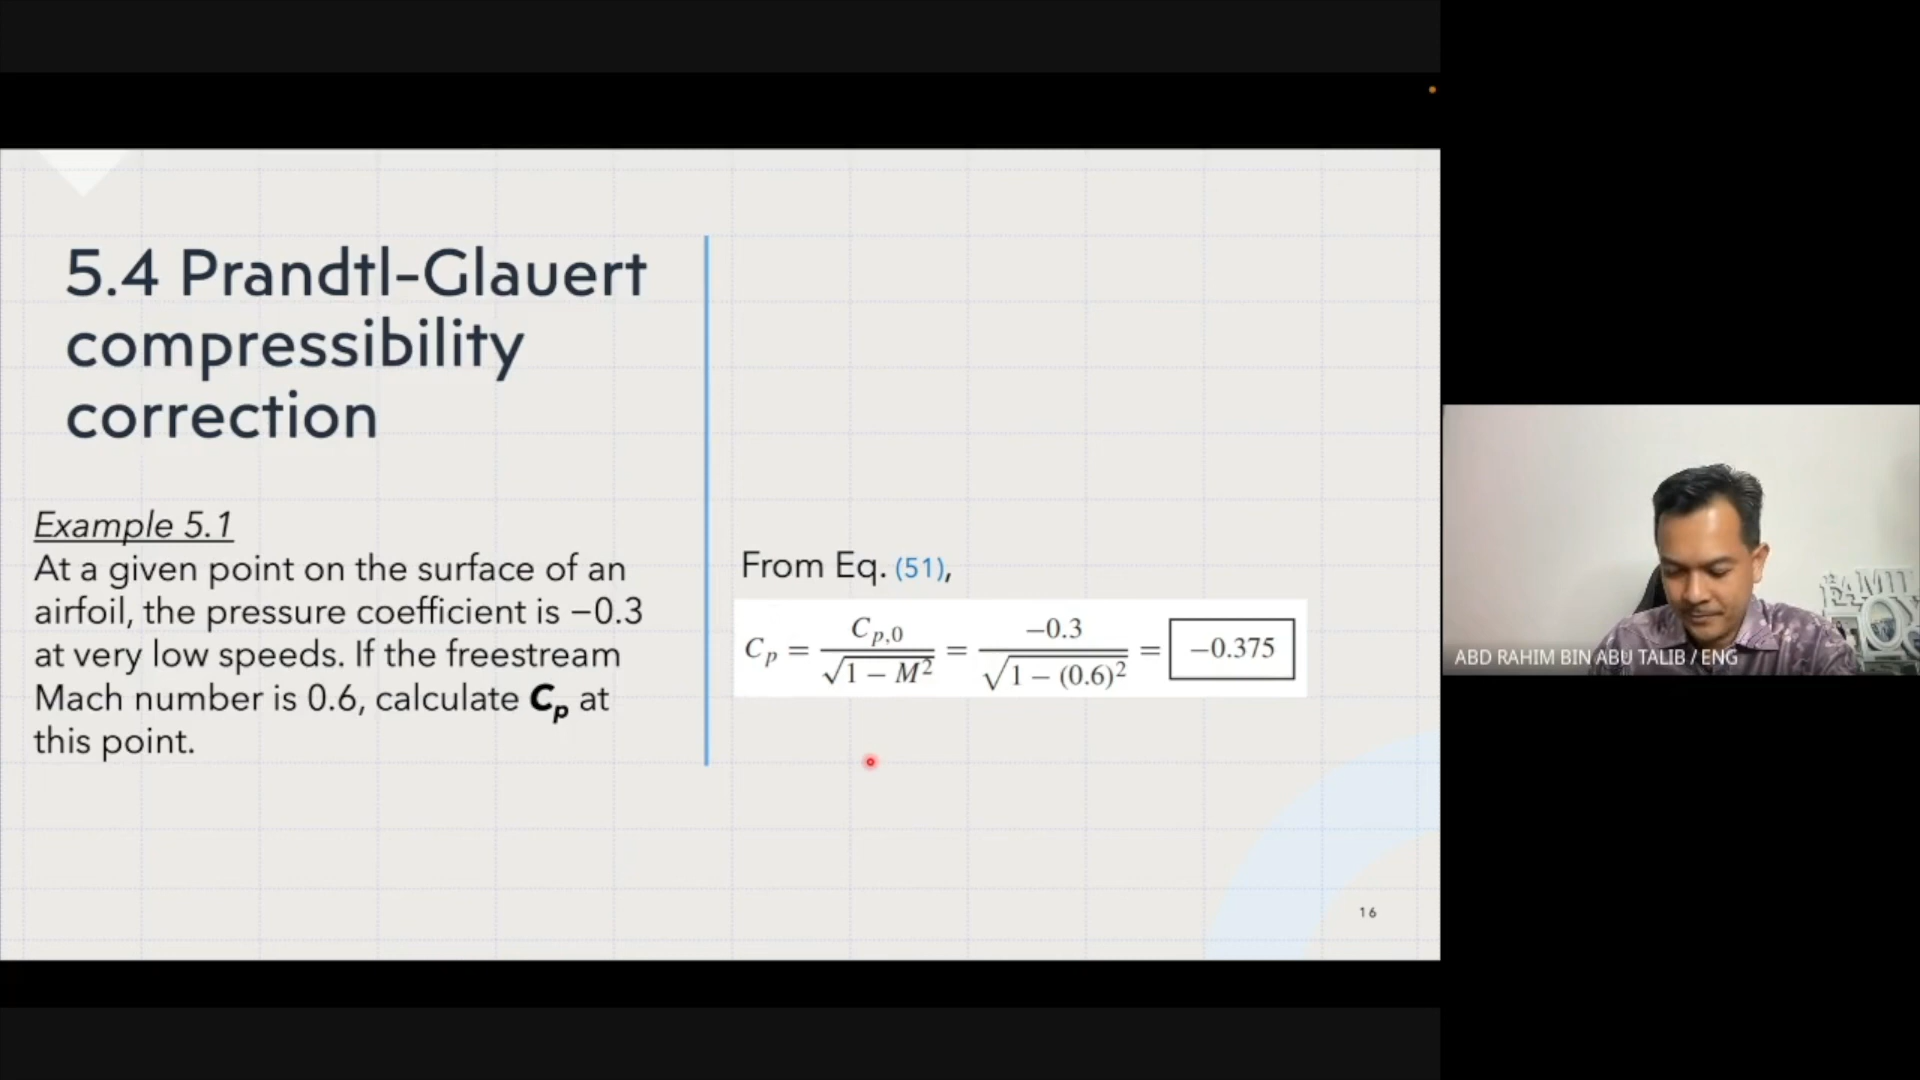 5.4 Prandtl-Glauert
compressibility
correction
Example 5.1
At a given point on the surface of an
airfoil, the pressure coefficient is −0.3
at very low speeds. If the freestream
Mach number is 0.6, calculate Cₚ at
this point.
From Eq. (51),
Cₚ = C_{p,0} / √(1 − M²) = −0.3 / √(1 − (0.6)²) = −0.375
16
ABD RAHIM BIN ABU TALIB / ENG
FAMIL